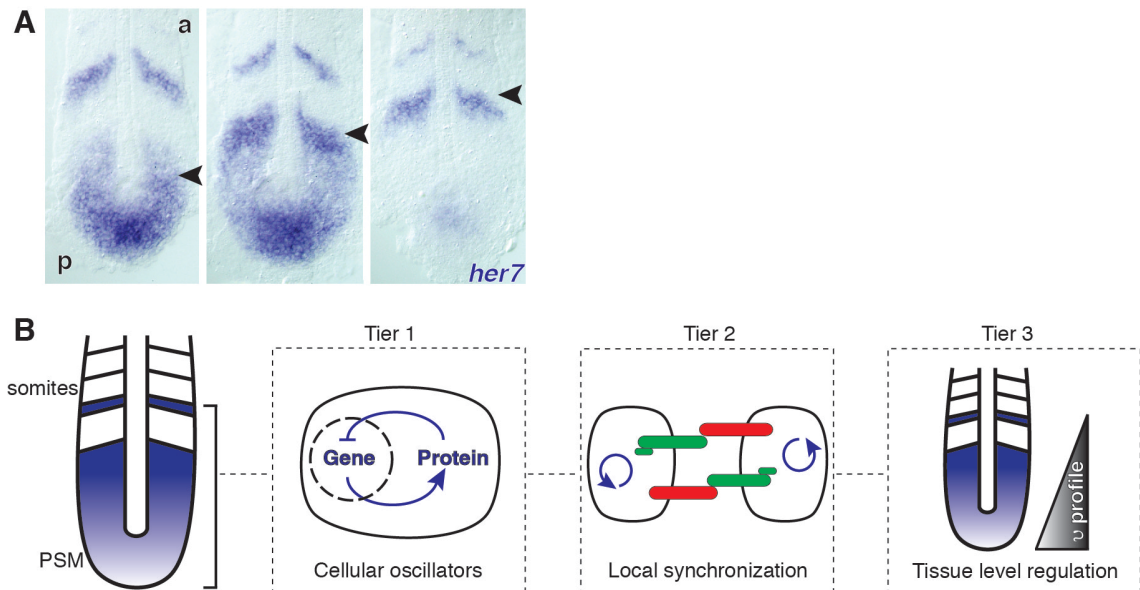 A
a
p
her7
B
Tier 1
Tier 2
Tier 3
somites
Gene
Protein
υ profile
PSM
Cellular oscillators
Local synchronization
Tissue level regulation